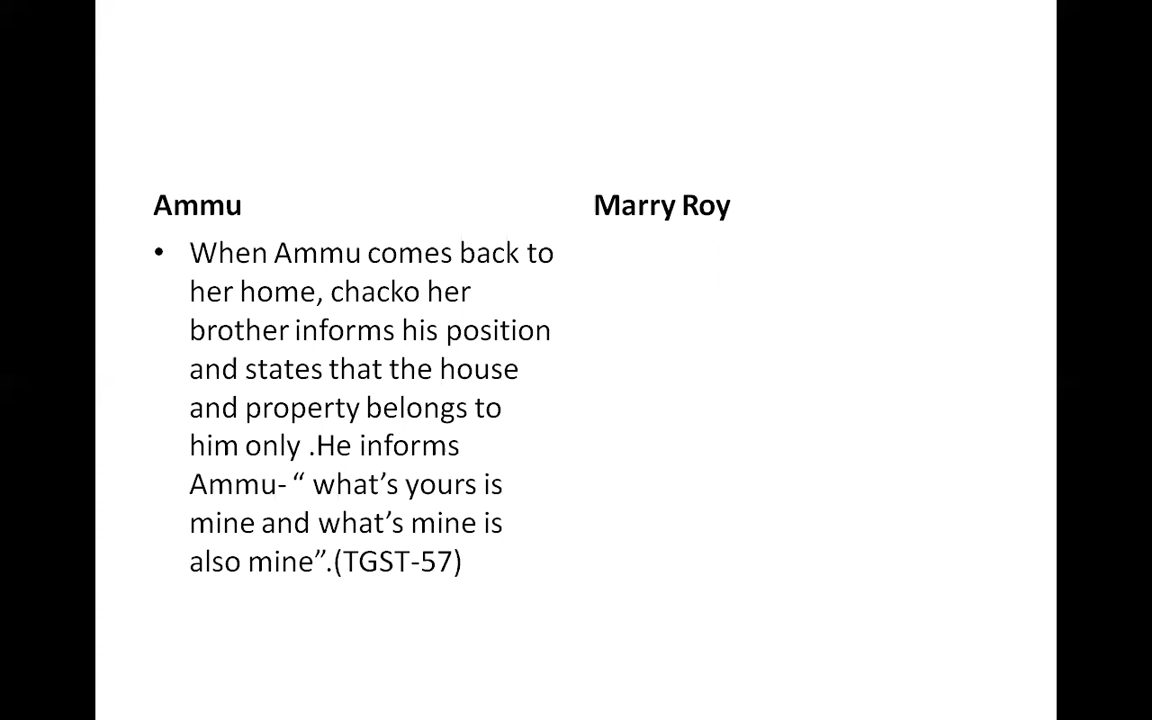 Ammu
• When Ammu comes back to
her home, chacko her
brother informs his position
and states that the house
and property belongs to
him only .He informs
Ammu- “ what’s yours is
mine and what’s mine is
also mine”.(TGST-57)
Marry Roy